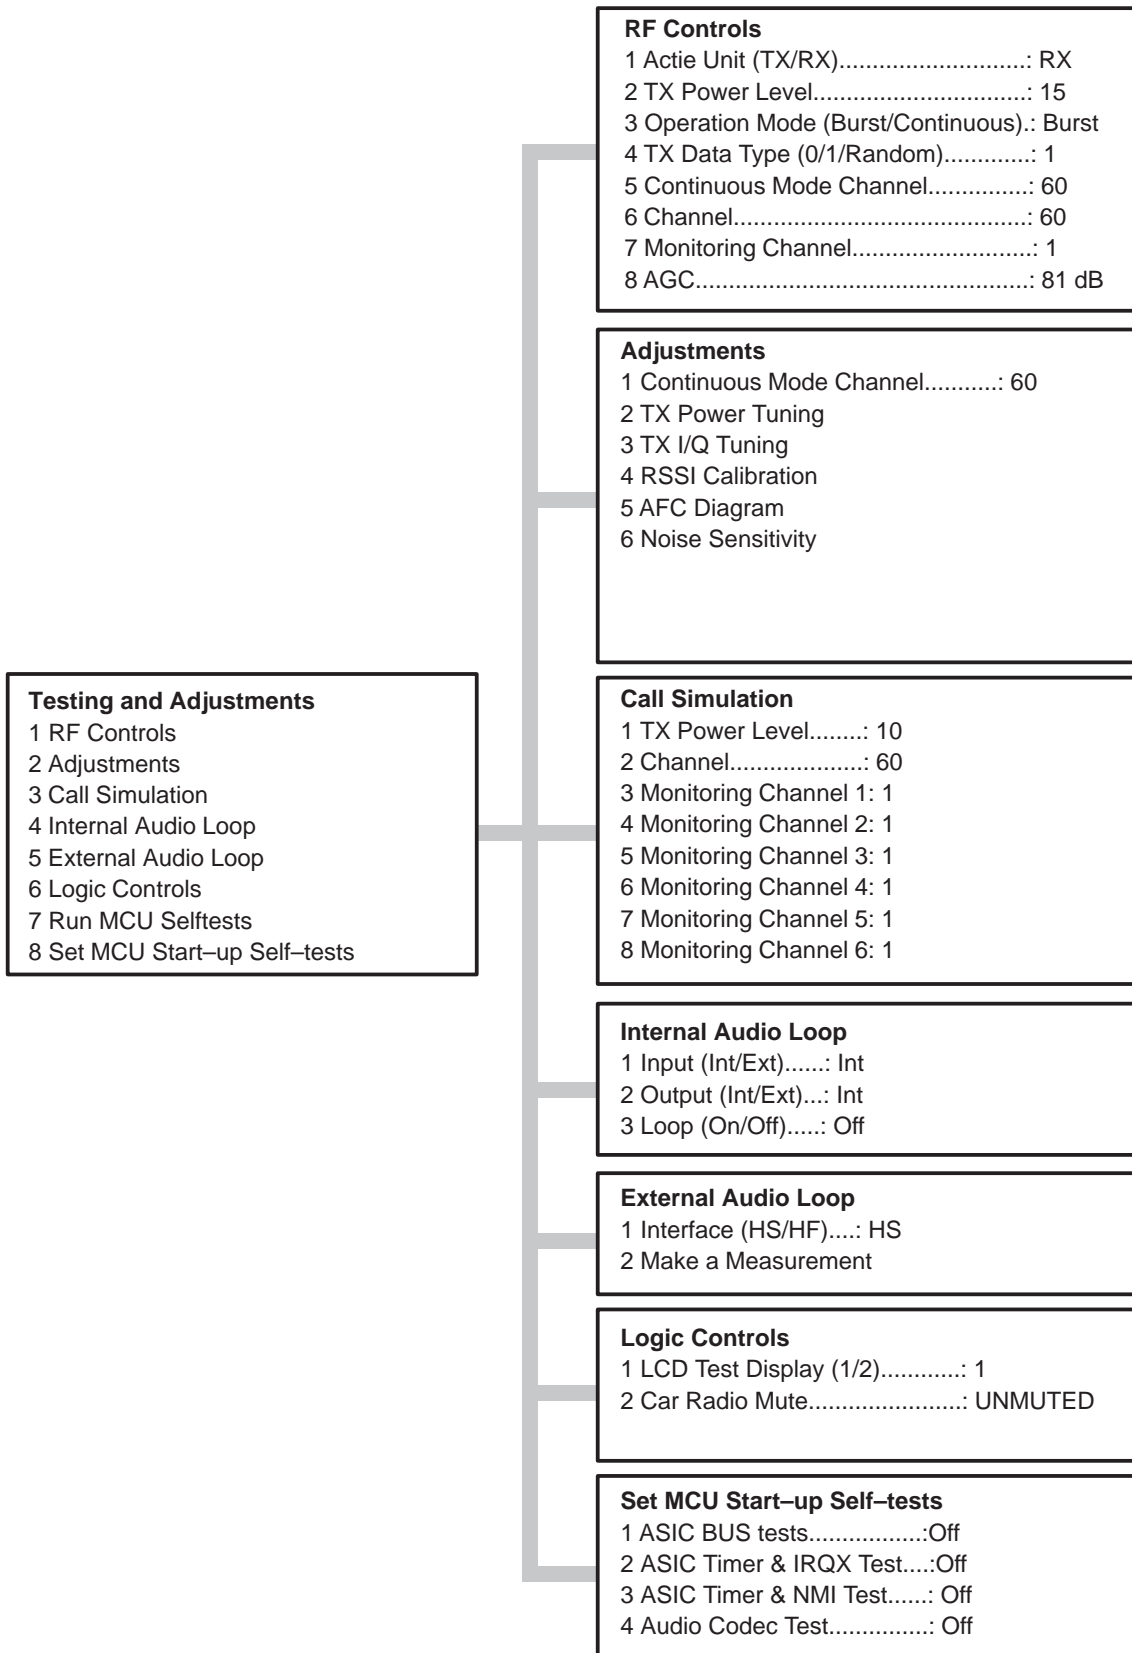 RF Controls
1 Actie Unit (TX/RX)............................: RX
2 TX Power Level................................: 15
3 Operation Mode (Burst/Continuous).: Burst
4 TX Data Type (0/1/Random).............: 1
5 Continuous Mode Channel...............: 60
6 Channel............................................: 60
7 Monitoring Channel...........................: 1
8 AGC..................................................: 81 dB
Adjustments
1 Continuous Mode Channel...........: 60
2 TX Power Tuning
3 TX I/Q Tuning
4 RSSI Calibration
5 AFC Diagram
6 Noise Sensitivity
Testing and Adjustments
1 RF Controls
2 Adjustments
3 Call Simulation
4 Internal Audio Loop
5 External Audio Loop
6 Logic Controls
7 Run MCU Selftests
8 Set MCU Start–up Self–tests
Call Simulation
1 TX Power Level........: 10
2 Channel....................: 60
3 Monitoring Channel 1: 1
4 Monitoring Channel 2: 1
5 Monitoring Channel 3: 1
6 Monitoring Channel 4: 1
7 Monitoring Channel 5: 1
8 Monitoring Channel 6: 1
Internal Audio Loop
1 Input (Int/Ext)......: Int
2 Output (Int/Ext)...: Int
3 Loop (On/Off).....: Off
External Audio Loop
1 Interface (HS/HF)....: HS
2 Make a Measurement
Logic Controls
1 LCD Test Display (1/2)............: 1
2 Car Radio Mute.......................: UNMUTED
Set MCU Start–up Self–tests
1 ASIC BUS tests.................:Off
2 ASIC Timer & IRQX Test....:Off
3 ASIC Timer & NMI Test......: Off
4 Audio Codec Test...............: Off